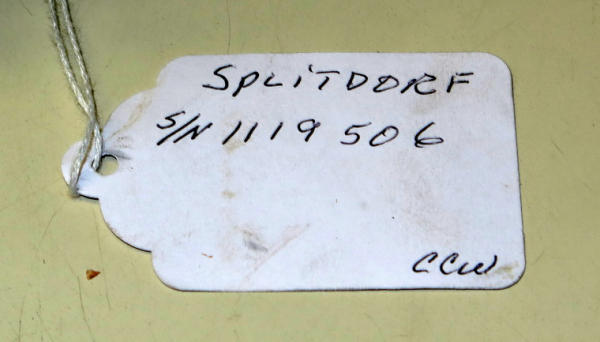 SPLITDORF
S/N 1119 506
CCW